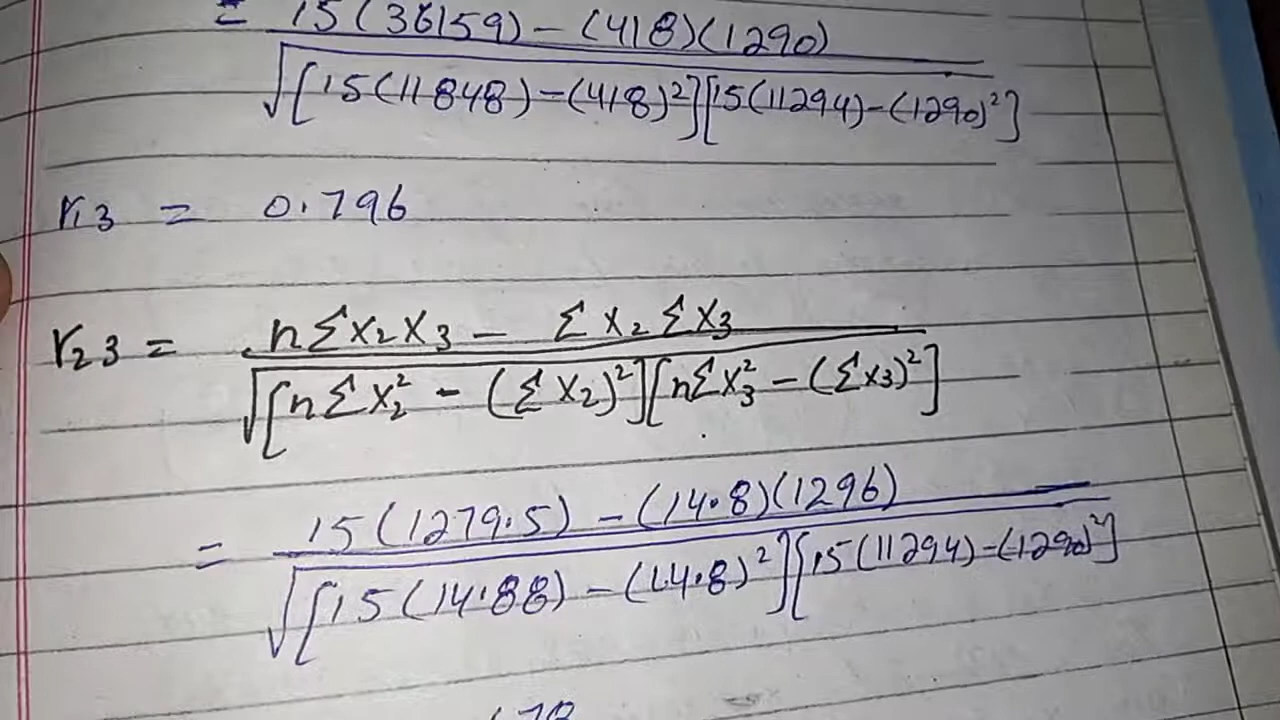 = 15(36159) - (418)(1290)
√[15(11848) - (418)²][15(11294) - (1290)²]
r13 = 0.796
r23 = nΣx2x3 - Σx2Σx3
√[nΣx2² - (Σx2)²][nΣx3² - (Σx3)²]
= 15(1279.5) - (14.8)(1296)
√[15(14.88) - (14.8)²][15(11294) - (1290)²]